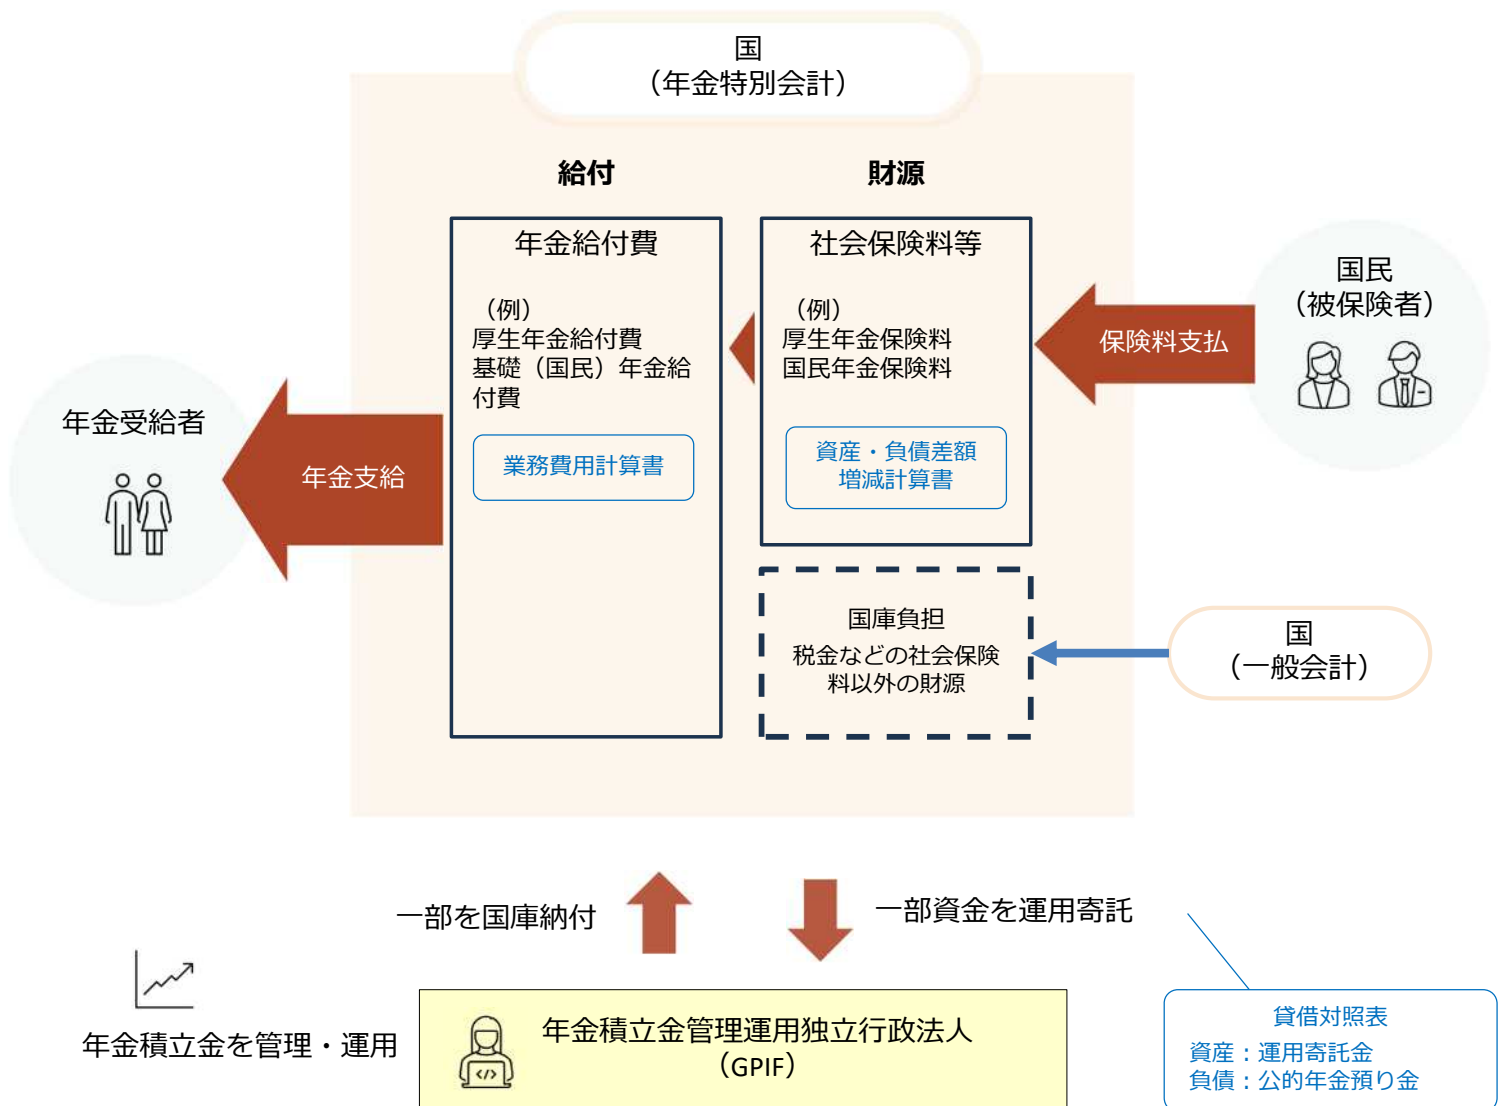 国
（年金特別会計）
給付
財源
年金給付費
（例）
厚生年金給付費
基礎（国民）年金給
付費
業務費用計算書
社会保険料等
（例）
厚生年金保険料
国民年金保険料
資産・負債差額
増減計算書
国民
（被保険者）
保険料支払
年金受給者
年金支給
国庫負担
税金などの社会保険
料以外の財源
国
（一般会計）
一部を国庫納付
一部資金を運用寄託
年金積立金を管理・運用
年金積立金管理運用独立行政法人
（GPIF）
貸借対照表
資産：運用寄託金
負債：公的年金預り金